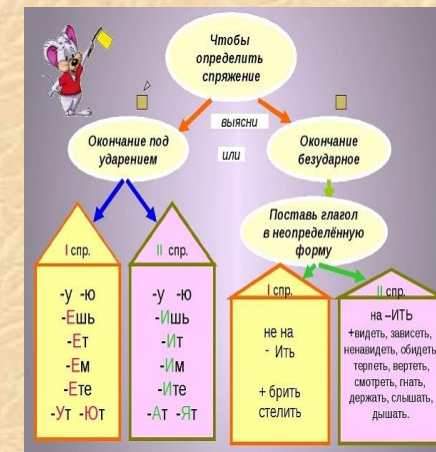 Чтобы
определить
спряжение
выясни
или
Окончание под
ударением
Окончание
безударное
Поставь глагол
в неопределённую
форму
I спр.
-у -ю
-Ешь
-Ет
-Ем
-Ете
-Ут -Ют
II спр.
-у -ю
-Ишь
-Ит
-Им
-Ите
-Ат -Ят
I спр.
не на
- Ить
+ брить
стелить
II спр.
на –ИТЬ
+видеть, зависеть,
ненавидеть, обидеть,
терпеть, вертеть,
смотреть, гнать,
держать, слышать,
дышать.